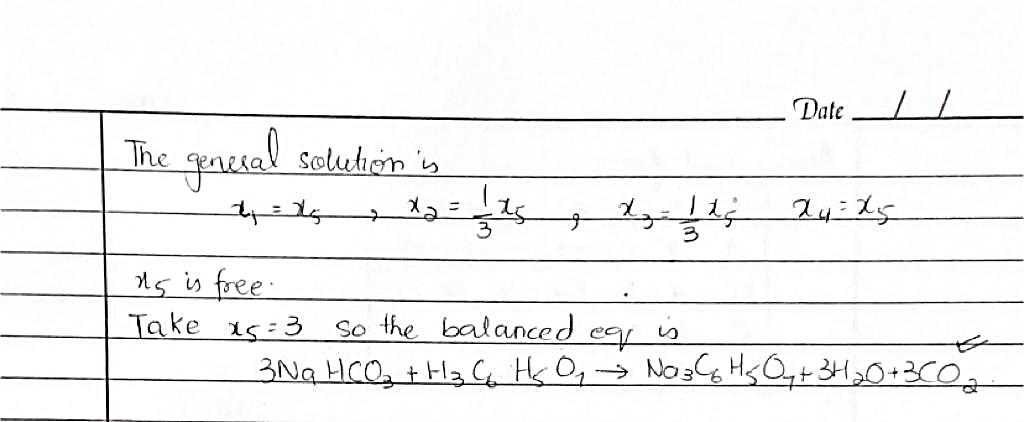 Date / /
The general solution is
x₁ = x₅ , x₂ = 1/3 x₅ , x₃ = 1/3 x₅ x₄ = x₅
x₅ is free.
Take x₅ = 3 so the balanced eq is
3NaHCO₃ + H₃C₆H₅O₇ → Na₃C₆H₅O₇ + 3H₂O + 3CO₂